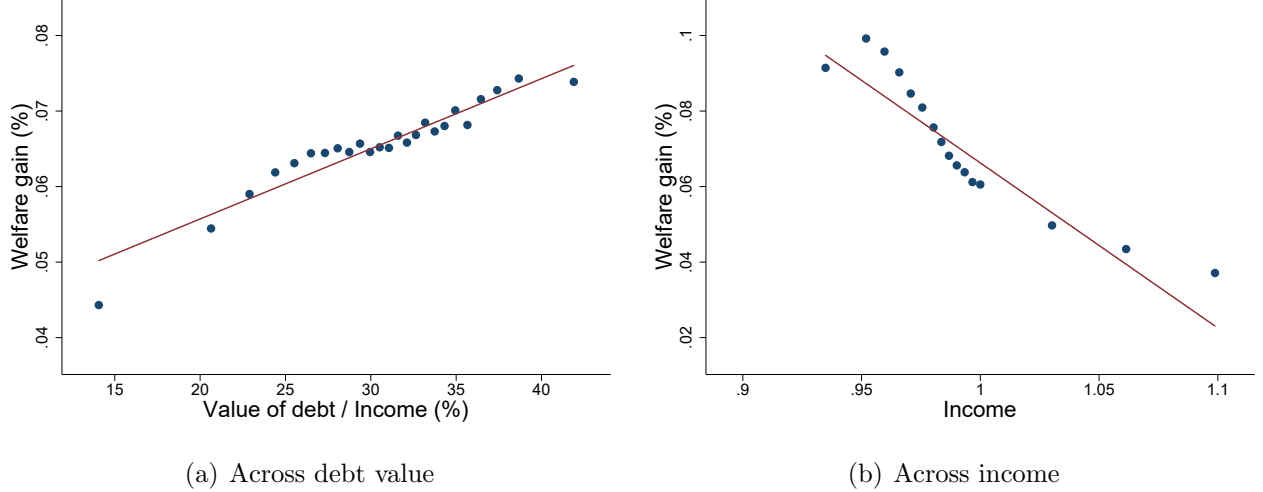 .08
.07
.06
.05
.04
Welfare gain (%)
15 20 25 30 35 40
Value of debt / Income (%)
(a) Across debt value
.1
.08
.06
.04
.02
Welfare gain (%)
.9 .95 1 1.05 1.1
Income
(b) Across income